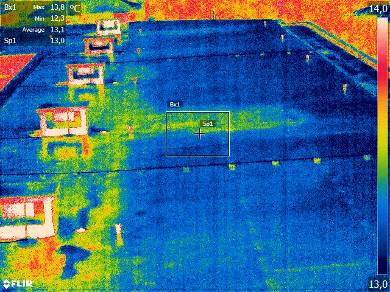 Bx1 Max 13,8 °C
Min 12,3
Average 13,1
Sp1 13,0
14,0
Bx1
Sp1
◆FLIR
13,0